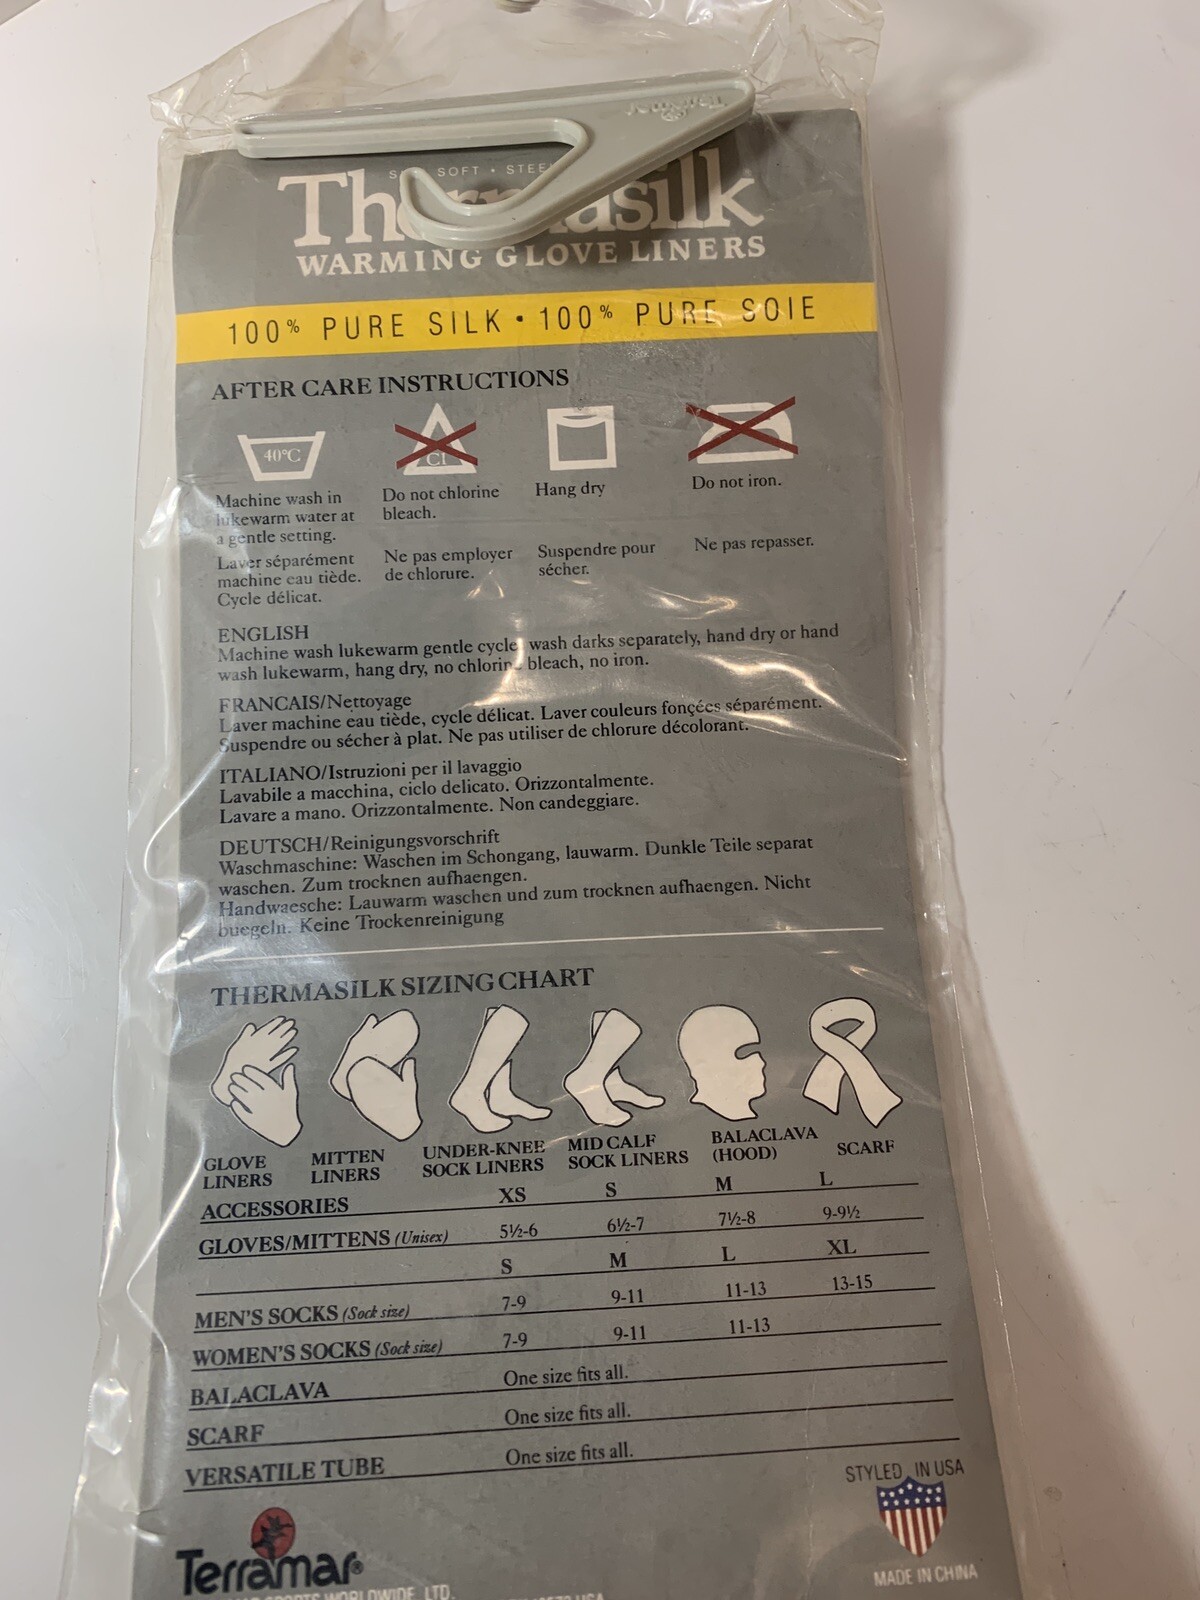 SOFT • STEE
Thermasilk
WARMING GLOVE LINERS
100% PURE SILK • 100% PURE SOIE
AFTER CARE INSTRUCTIONS
40°C
Cl
Machine wash in
lukewarm water at
a gentle setting.
Do not chlorine
bleach.
Hang dry
Do not iron.
Laver séparément
machine eau tiède.
Cycle délicat.
Ne pas employer
de chlorure.
Suspendre pour
sécher.
Ne pas repasser.
ENGLISH
Machine wash lukewarm gentle cycle, wash darks separately, hand dry or hand
wash lukewarm, hang dry, no chlorine bleach, no iron.
FRANCAIS/Nettoyage
Laver machine eau tiède, cycle délicat. Laver couleurs fonçées séparément.
Suspendre ou sécher à plat. Ne pas utiliser de chlorure décolorant.
ITALIANO/Istruzioni per il lavaggio
Lavabile a macchina, ciclo delicato. Orizzontalmente.
Lavare a mano. Orizzontalmente. Non candeggiare.
DEUTSCH/Reinigungsvorschrift
Waschmaschine: Waschen im Schongang, lauwarm. Dunkle Teile separat
waschen. Zum trocknen aufhaengen.
Handwaesche: Lauwarm waschen und zum trocknen aufhaengen. Nicht
buegeln. Keine Trockenreinigung
THERMASILK SIZING CHART
GLOVE
LINERS
MITTEN
LINERS
UNDER-KNEE
SOCK LINERS
MID CALF
SOCK LINERS
BALACLAVA
(HOOD)
SCARF
ACCESSORIES XS S M L
GLOVES/MITTENS (Unisex) 5½-6 6½-7 7½-8 9-9½
S M L XL
MEN'S SOCKS (Sock size) 7-9 9-11 11-13 13-15
WOMEN'S SOCKS (Sock size) 7-9 9-11 11-13
BALACLAVA One size fits all.
SCARF One size fits all.
VERSATILE TUBE One size fits all.
STYLED IN USA
Terramar®
MADE IN CHINA
SPORTS WORLDWIDE, LTD.
USA